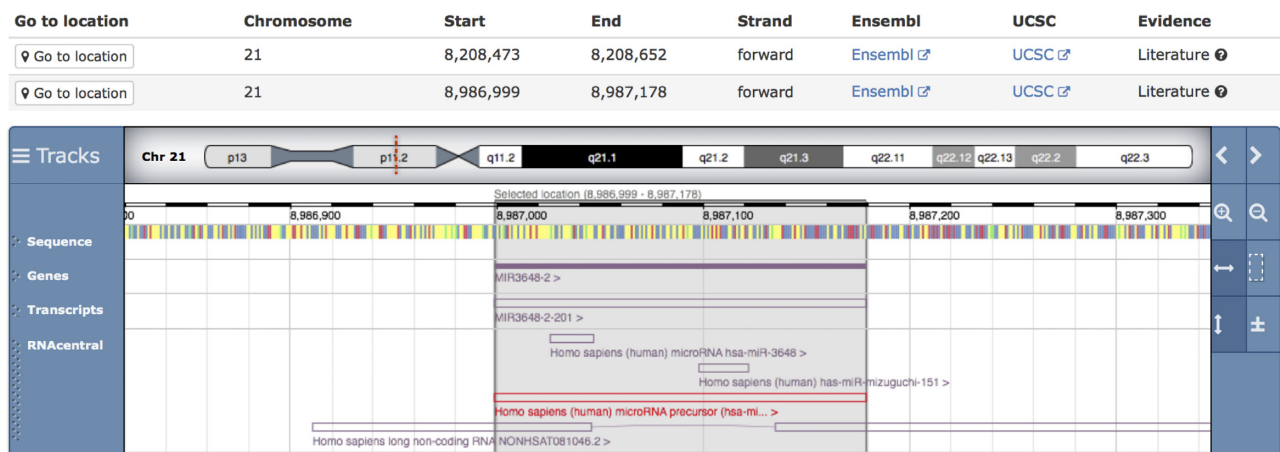 Go to location Chromosome Start End Strand Ensembl UCSC Evidence
Go to location 21 8,208,473 8,208,652 forward Ensembl UCSC Literature
Go to location 21 8,986,999 8,987,178 forward Ensembl UCSC Literature
Tracks Chr 21 p13 p11.2 q11.2 q21.1 q21.2 q21.3 q22.11 q22.12 q22.13 q22.2 q22.3
Selected location (8,986,999 - 8,987,178)
00 8,986,900 8,987,000 8,987,100 8,987,200 8,987,300
Sequence
Genes MIR3648-2 >
Transcripts MIR3648-2-201 >
RNAcentral
Homo sapiens (human) microRNA hsa-miR-3648 >
Homo sapiens (human) has-miR-mizuguchi-151 >
Homo sapiens (human) microRNA precursor (hsa-mi... >
Homo sapiens long non-coding RNA NONHSAT081046.2 >